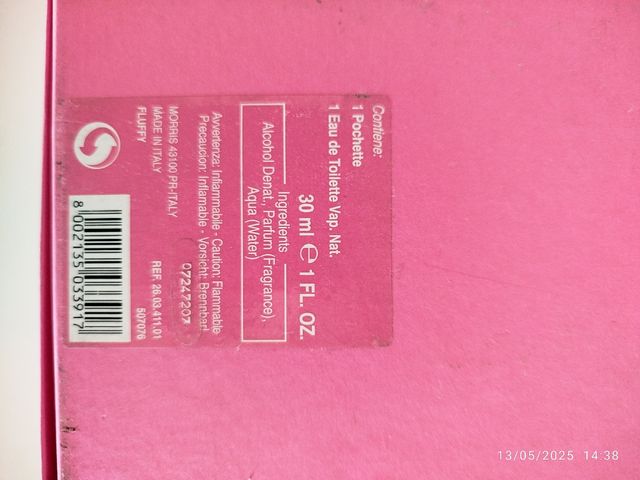 Contiene:
1 Pochette
1 Eau de Toilette Vap. Nat.
30 ml ℮ 1 FL. OZ.
Ingredients
Alcohol Denat., Parfum (Fragrance),
Aqua (Water)
Avvertenza: Infiammabile - Caution: Flammable
Precaucion: Inflamable - Vorsicht: Brennbar!
07247207
MORRIS 43100 PR-ITALY
MADE IN ITALY REF. 26.03.411.01
FLUFFY 507076
8 002135 033917
13/05/2025 14:38